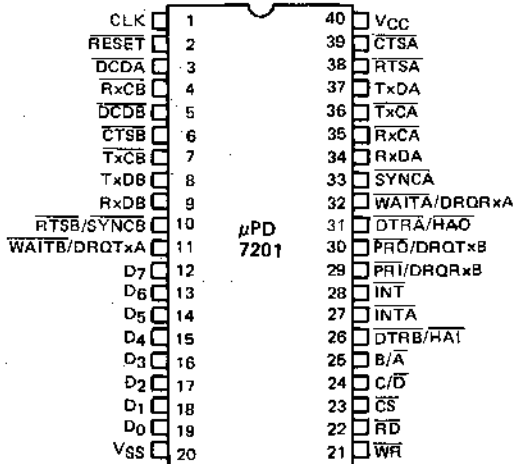 CLK 1 40 VCC
RESET 2 39 CTSA
DCDA 3 38 RTSA
RxCB 4 37 TxDA
DCDB 5 36 TxCA
CTSB 6 35 RxCA
TxCB 7 34 RxDA
TxDB 8 33 SYNCA
RxDB 9 32 WAITA/DRQRxA
RTSB/SYNCB 10 31 DTRA/HAO
WAITB/DRQTxA 11 30 PRO/DRQTxB
D7 12 29 PRI/DRQRxB
D6 13 28 INT
D5 14 27 INTA
D4 15 26 DTRB/HAI
D3 16 25 B/A
D2 17 24 C/D
D1 18 23 CS
D0 19 22 RD
VSS 20 21 WR
μPD
7201